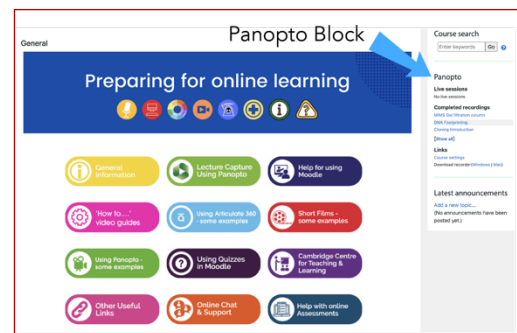 Panopto Block
General
Preparing for online learning
General
Information
Lecture Capture
Using Panopto
Help for using
Moodle
'How to....'
video guides
Using Articulate 360
- some examples
Short Films -
some examples
Using Panopto -
some examples
Using Quizzes
in Moodle
Cambridge Centre
for Teaching &
Learning
Other Useful
Links
Online Chat
& Support
Help with online
Assessments
Course search
Enter keywords
Go
Panopto
Live sessions
No live sessions
Completed recordings
DNA Footprinting
Cloning Introduction
[Show all]
Links
Course settings
Download recorder (Windows | Mac)
Latest announcements
Add a new topic...
(No announcements have been
posted yet.)